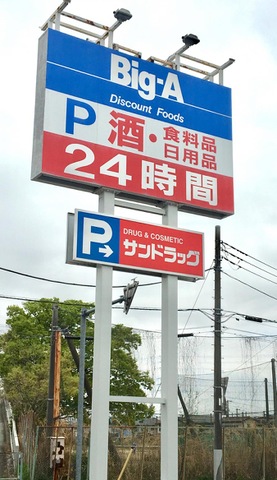 Big-A
Discount Foods
P 酒・食料品
日用品
24時間
P DRUG & COSMETIC
サンドラッグ